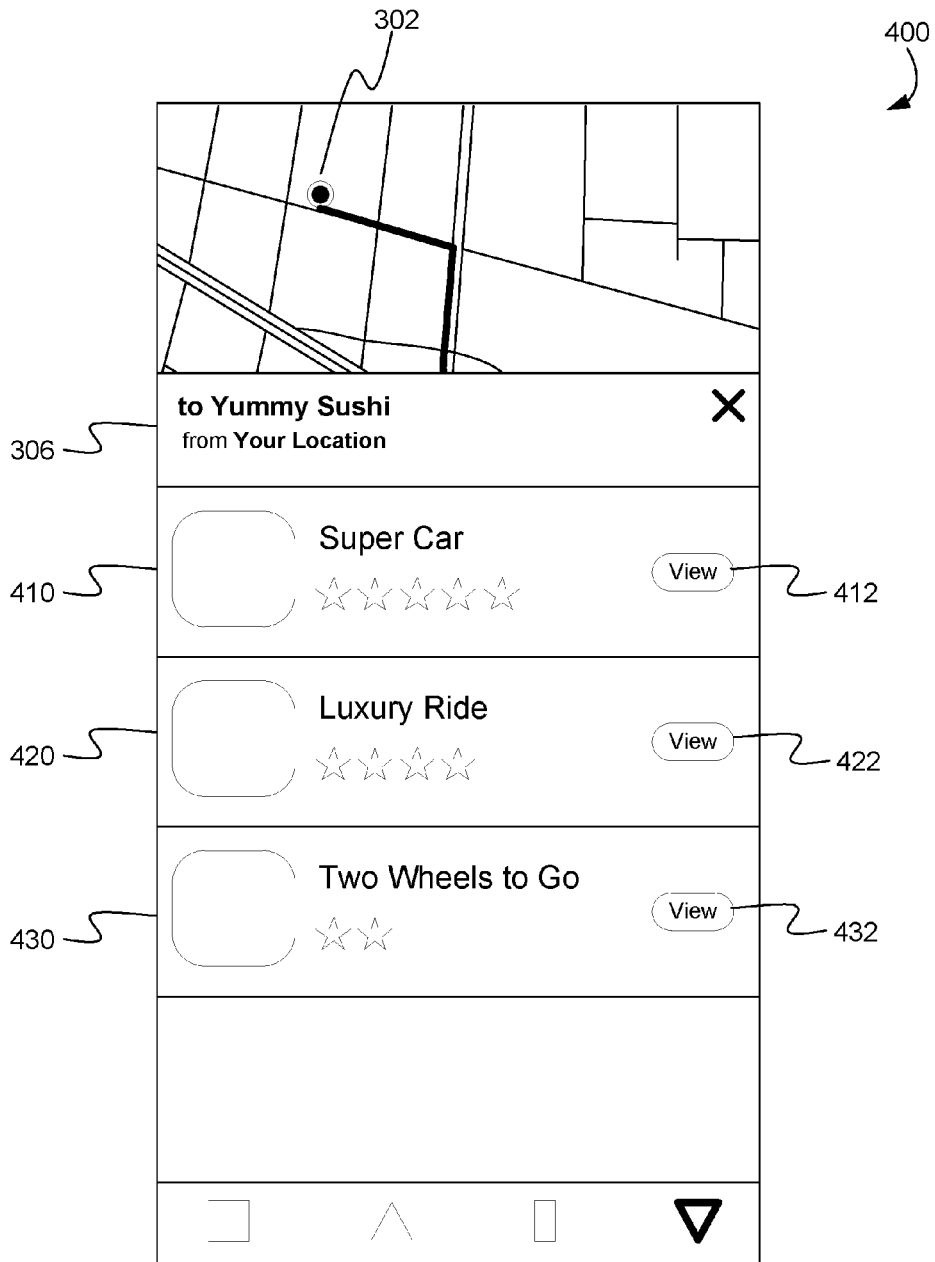 302
400
to Yummy Sushi
from Your Location
306
Super Car
View
410
412
Luxury Ride
View
420
422
Two Wheels to Go
View
430
432